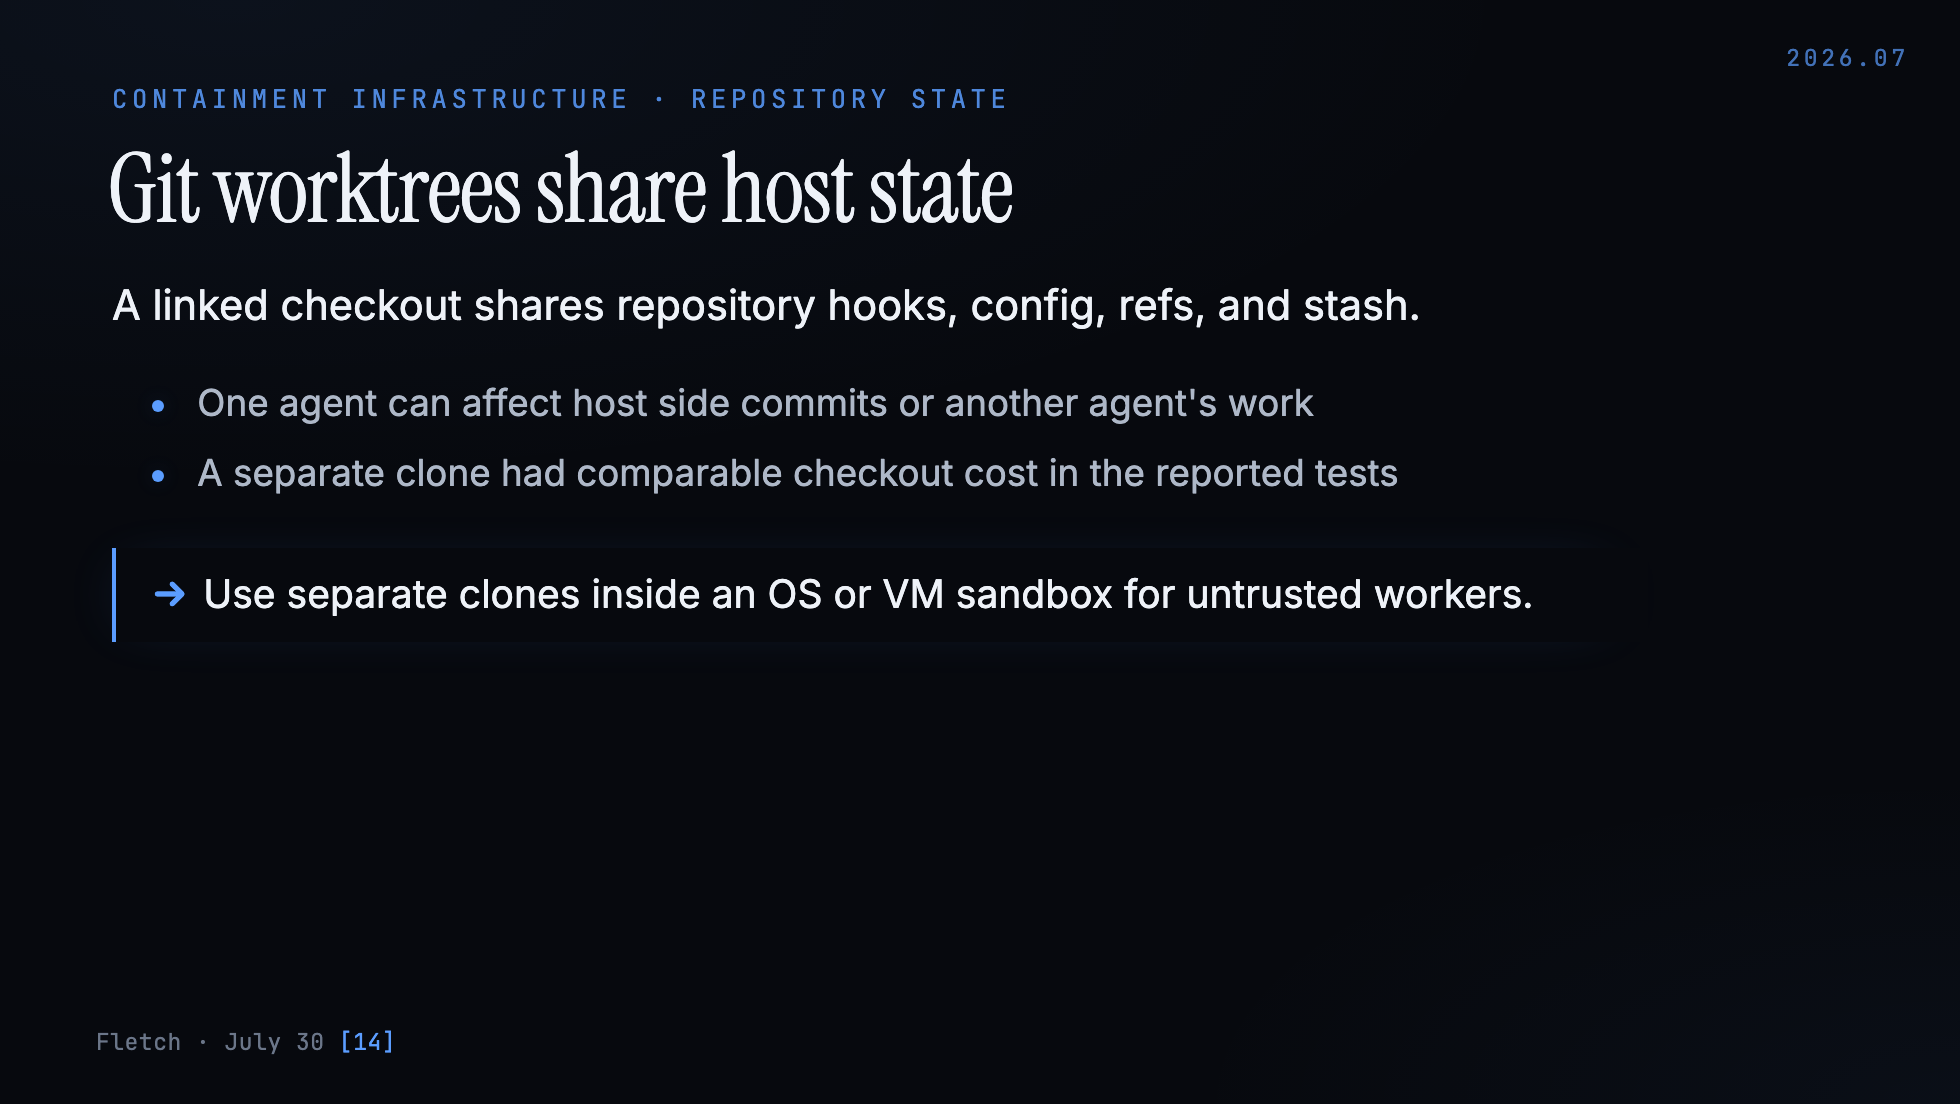 2026.07
CONTAINMENT INFRASTRUCTURE · REPOSITORY STATE
Git worktrees share host state
A linked checkout shares repository hooks, config, refs, and stash.
• One agent can affect host side commits or another agent's work
• A separate clone had comparable checkout cost in the reported tests
→ Use separate clones inside an OS or VM sandbox for untrusted workers.
Fletch · July 30 [14]